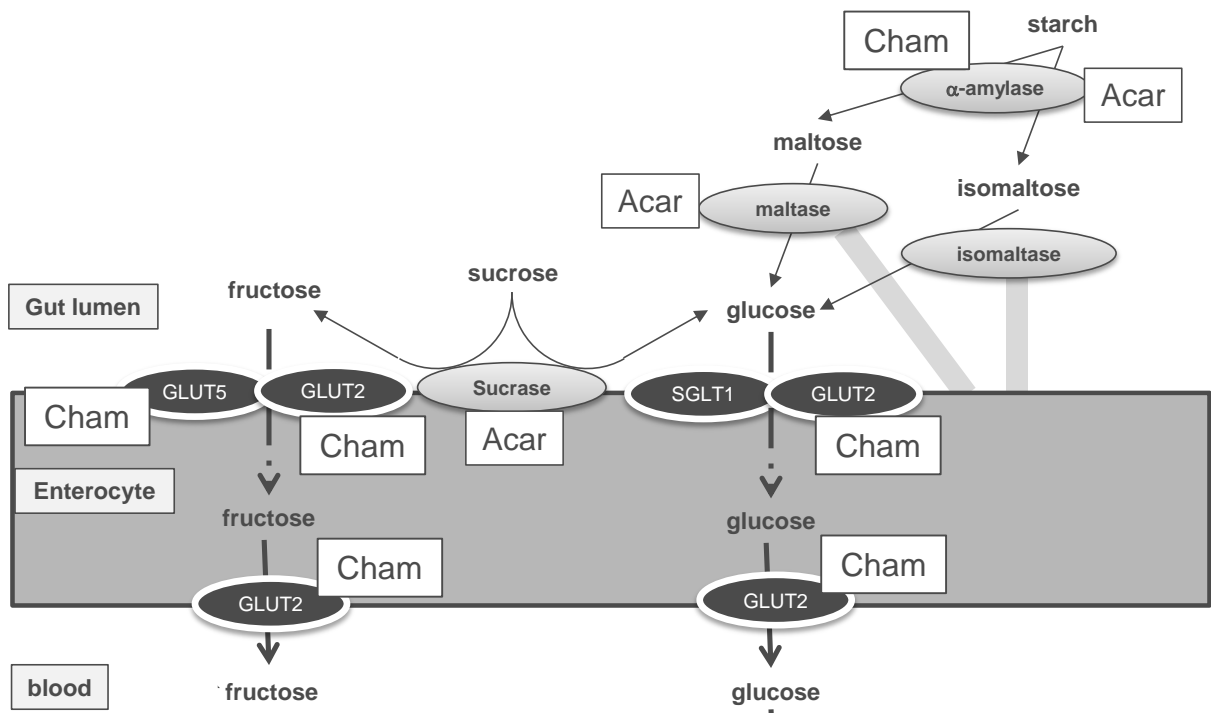 starch
Cham
α-amylase
Acar
maltose
isomaltose
Acar
maltase
isomaltase
sucrose
fructose
Gut lumen
glucose
GLUT5
GLUT2
Sucrase
SGLT1
GLUT2
Cham
Cham
Acar
Cham
Enterocyte
fructose
glucose
Cham
Cham
GLUT2
GLUT2
blood
fructose
glucose